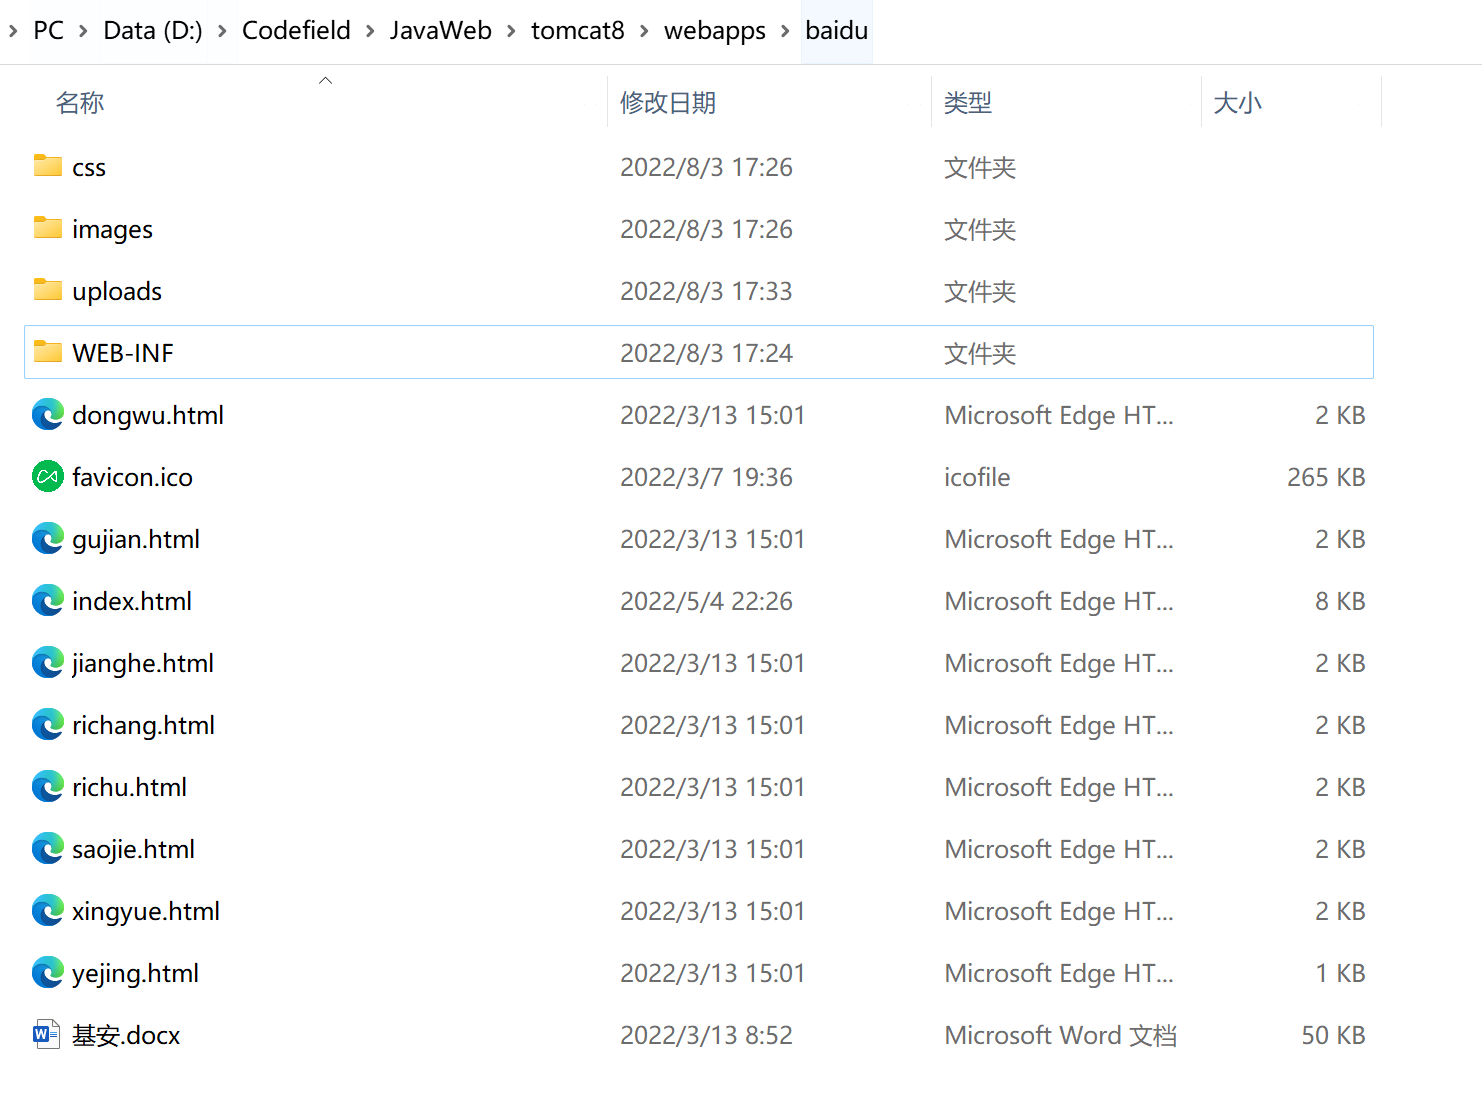 PC > Data (D:) > Codefield > JavaWeb > tomcat8 > webapps > baidu
名称 修改日期 类型 大小
css 2022/8/3 17:26 文件夹
images 2022/8/3 17:26 文件夹
uploads 2022/8/3 17:33 文件夹
WEB-INF 2022/8/3 17:24 文件夹
dongwu.html 2022/3/13 15:01 Microsoft Edge HT... 2 KB
favicon.ico 2022/3/7 19:36 icofile 265 KB
gujian.html 2022/3/13 15:01 Microsoft Edge HT... 2 KB
index.html 2022/5/4 22:26 Microsoft Edge HT... 8 KB
jianghe.html 2022/3/13 15:01 Microsoft Edge HT... 2 KB
richang.html 2022/3/13 15:01 Microsoft Edge HT... 2 KB
richu.html 2022/3/13 15:01 Microsoft Edge HT... 2 KB
saojie.html 2022/3/13 15:01 Microsoft Edge HT... 2 KB
xingyue.html 2022/3/13 15:01 Microsoft Edge HT... 2 KB
yejing.html 2022/3/13 15:01 Microsoft Edge HT... 1 KB
基安.docx 2022/3/13 8:52 Microsoft Word 文档 50 KB